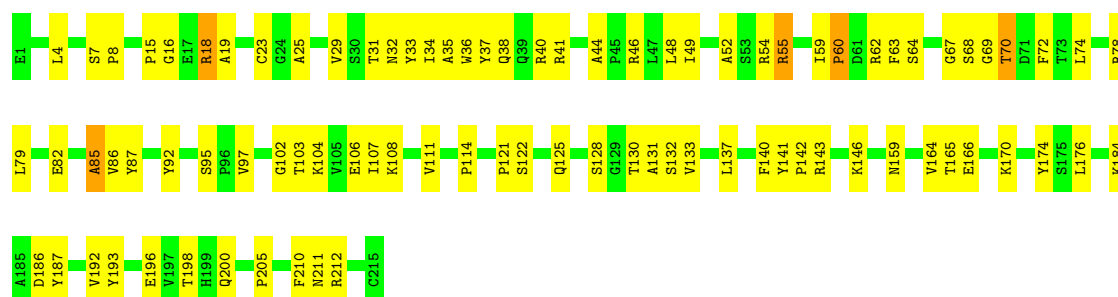 E1 L4 S7 P8 P15 G16 E17 R18 A19 C23 G24 A25 V29 S30 T31 N32 Y33 I34 A35 W36 Y37 Q38 Q39 R40 R41 A44 P45 R46 L47 L48 I49 A52 S53 R54 R55 I59 P60 D61 R62 F63 S64 G67 S68 G69 T70 D71 F72 T73 L74
L79 E82 A85 V86 Y87 Y92 S95 P96 V97 G102 T103 K104 V105 E106 I107 K108 V111 P114 P121 S122 Q125 S128 G129 T130 A131 S132 V133 L137 F140 Y141 P142 R143 K146 N159 V164 T165 E166 K170 Y174 S175 L176 K184
A185 D186 Y187 V192 Y193 E196 V197 T198 H199 Q200 P205 F210 N211 R212 C215